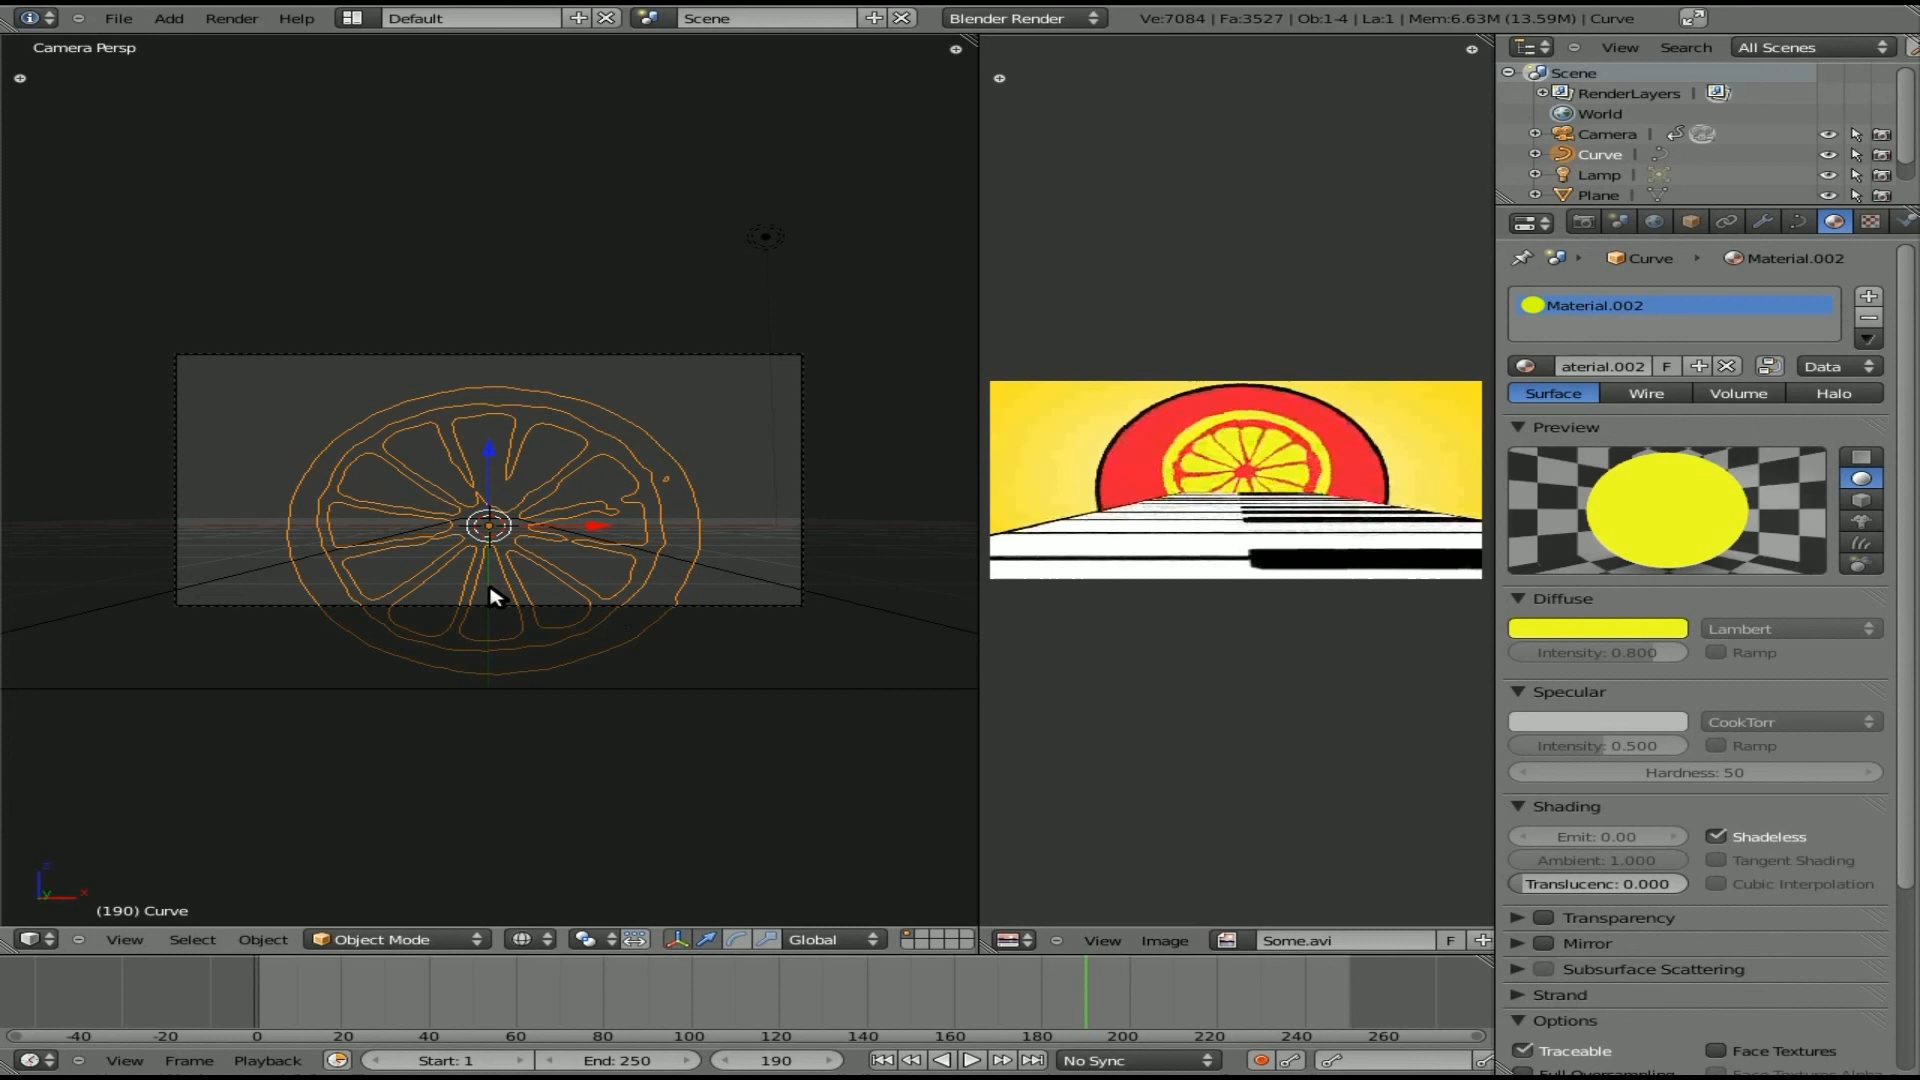 File Add Render Help Default Scene Blender Render Ve:7084 | Fa:3527 | Ob:1-4 | La:1 | Mem:6.63M (13.59M) | Curve
Camera Persp
View Search All Scenes
Scene
RenderLayers |
World
Camera |
Curve |
Lamp |
Plane |
Curve Material.002
Material.002
aterial.002 F Data
Surface Wire Volume Halo
Preview
Diffuse
Lambert
Intensity: 0.800 Ramp
Specular
CookTorr
Intensity: 0.500 Ramp
Hardness: 50
Shading
Emit: 0.00 Shadeless
Ambient: 1.000 Tangent Shading
Translucenc: 0.000 Cubic Interpolation
Transparency
Mirror
Subsurface Scattering
Strand
Options
Traceable Face Textures
Full Oversampling Face Textures Alpha
z
y x
(190) Curve
View Select Object Object Mode Global
View Image Some.avi F
-40 -20 0 20 40 60 80 100 120 140 160 180 200 220 240 260
View Frame Playback Start: 1 End: 250 190 No Sync